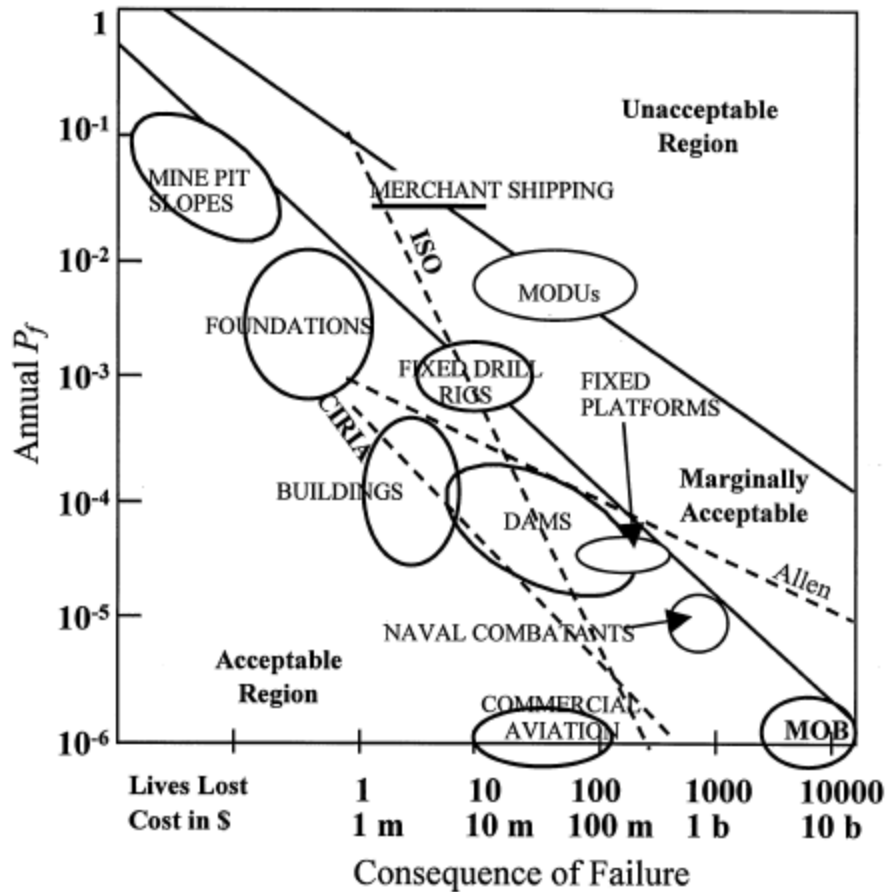 1
Unacceptable
Region
10-1
MINE PIT
SLOPES
MERCHANT SHIPPING
ISO
10-2
MODUs
FOUNDATIONS
Annual Pf
10-3
FIXED DRILL
RIGS
FIXED
PLATFORMS
CIRIA
Marginally
Acceptable
BUILDINGS
10-4
DAMS
Allen
10-5
NAVAL COMBATANTS
Acceptable
Region
COMMERCIAL
AVIATION
MOB
10-6
Lives Lost 1 10 100 1000 10000
Cost in $ 1 m 10 m 100 m 1 b 10 b
Consequence of Failure